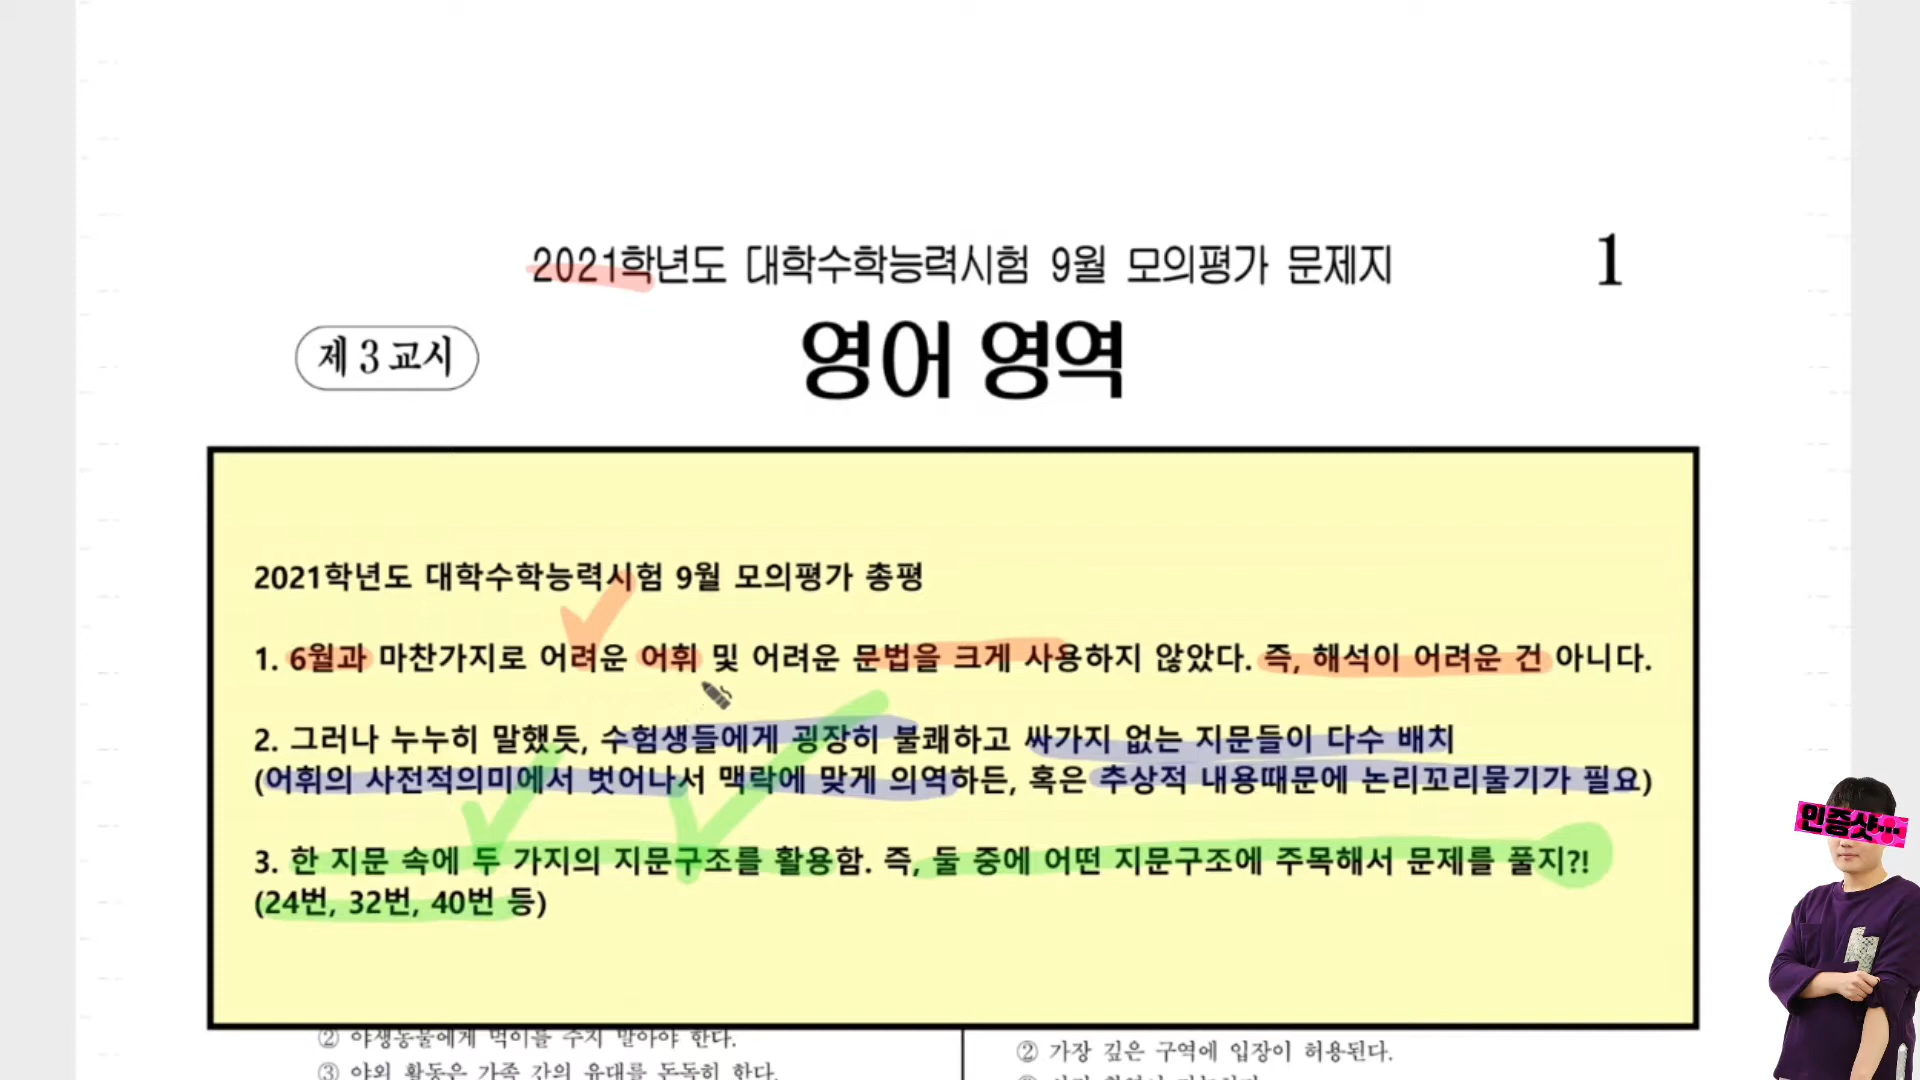 2021학년도 대학수학능력시험 9월 모의평가 문제지
1
제 3 교시
영어 영역
2021학년도 대학수학능력시험 9월 모의평가 총평
1. 6월과 마찬가지로 어려운 어휘 및 어려운 문법을 크게 사용하지 않았다. 즉, 해석이 어려운 건 아니다.
2. 그러나 누누히 말했듯, 수험생들에게 굉장히 불쾌하고 싸가지 없는 지문들이 다수 배치
(어휘의 사전적의미에서 벗어나서 맥락에 맞게 의역하든, 혹은 추상적 내용때문에 논리꼬리물기가 필요)
3. 한 지문 속에 두 가지의 지문구조를 활용함. 즉, 둘 중에 어떤 지문구조에 주목해서 문제를 풀지?!
(24번, 32번, 40번 등)
인증샷...
② 야생동물에게 먹이를 주지 말아야 한다.
③ 야외 활동은 가족 간의 유대를 돈독히 한다.
② 가장 깊은 구역에 입장이 허용된다.